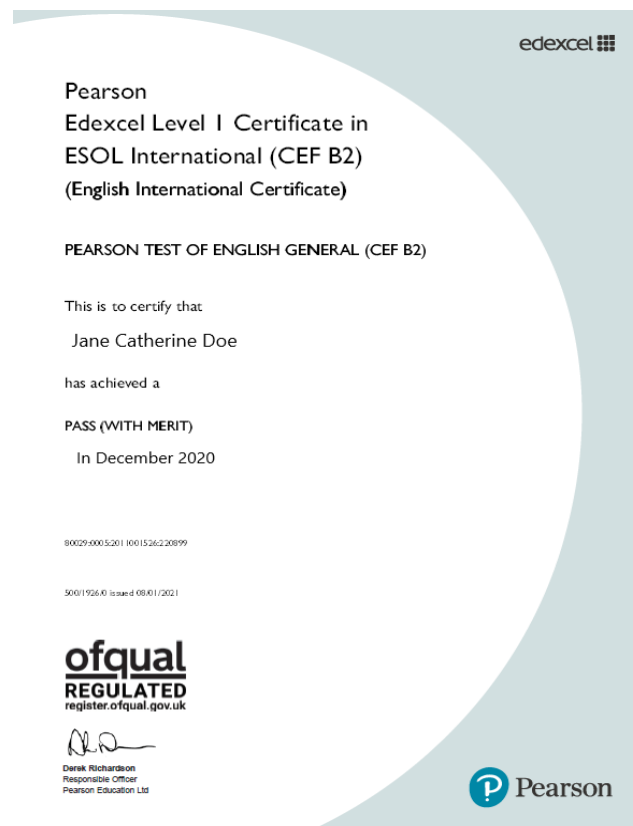 edexcel
Pearson
Edexcel Level 1 Certificate in
ESOL International (CEF B2)
(English International Certificate)
PEARSON TEST OF ENGLISH GENERAL (CEF B2)
This is to certify that
Jane Catherine Doe
has achieved a
PASS (WITH MERIT)
In December 2020
80029:0005:2011001526:220899
500/1926/0 issued 08/01/2021
ofqual
REGULATED
register.ofqual.gov.uk
Derek Richardson
Responsible Officer
Pearson Education Ltd
Pearson